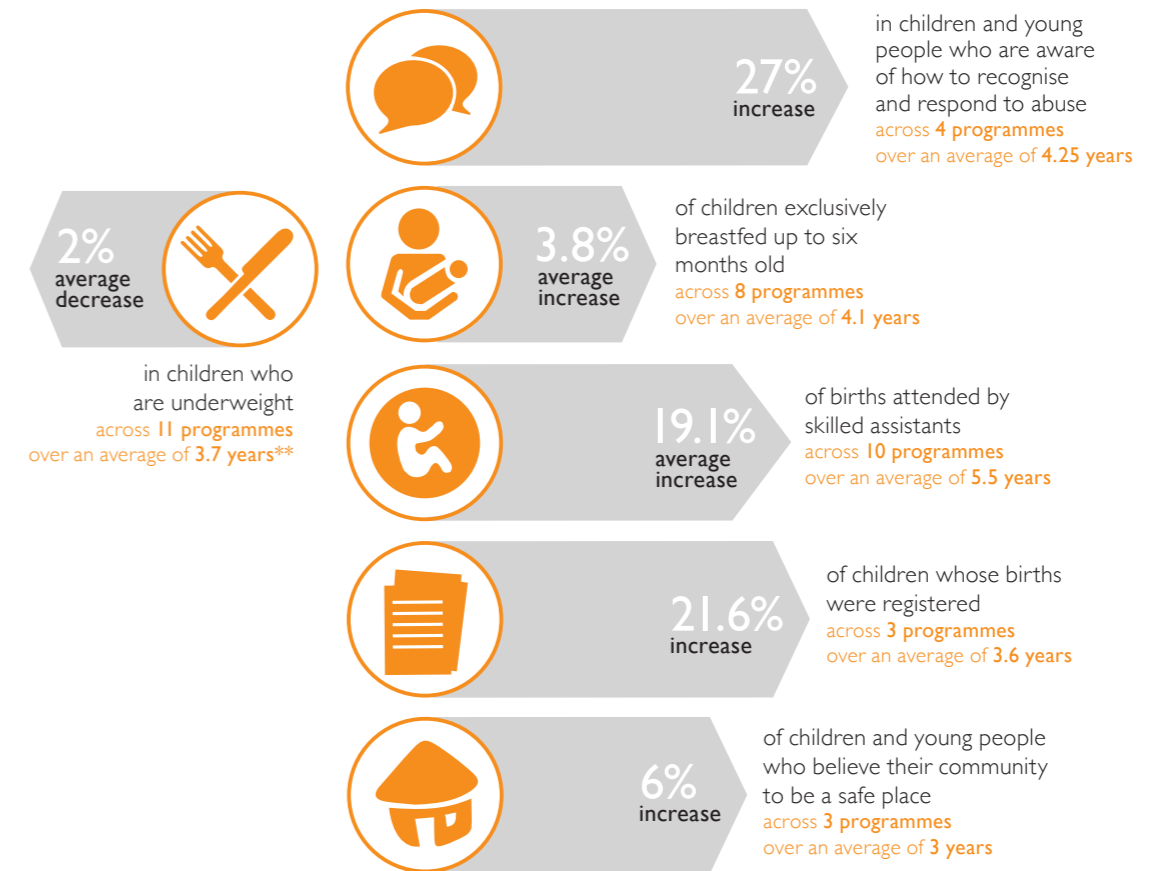 27%
increase
in children and young
people who are aware
of how to recognise
and respond to abuse
across 4 programmes
over an average of 4.25 years
2%
average
decrease
in children who
are underweight
across 11 programmes
over an average of 3.7 years**
3.8%
average
increase
of children exclusively
breastfed up to six
months old
across 8 programmes
over an average of 4.1 years
19.1%
average
increase
of births attended by
skilled assistants
across 10 programmes
over an average of 5.5 years
21.6%
increase
of children whose births
were registered
across 3 programmes
over an average of 3.6 years
6%
increase
of children and young people
who believe their community
to be a safe place
across 3 programmes
over an average of 3 years